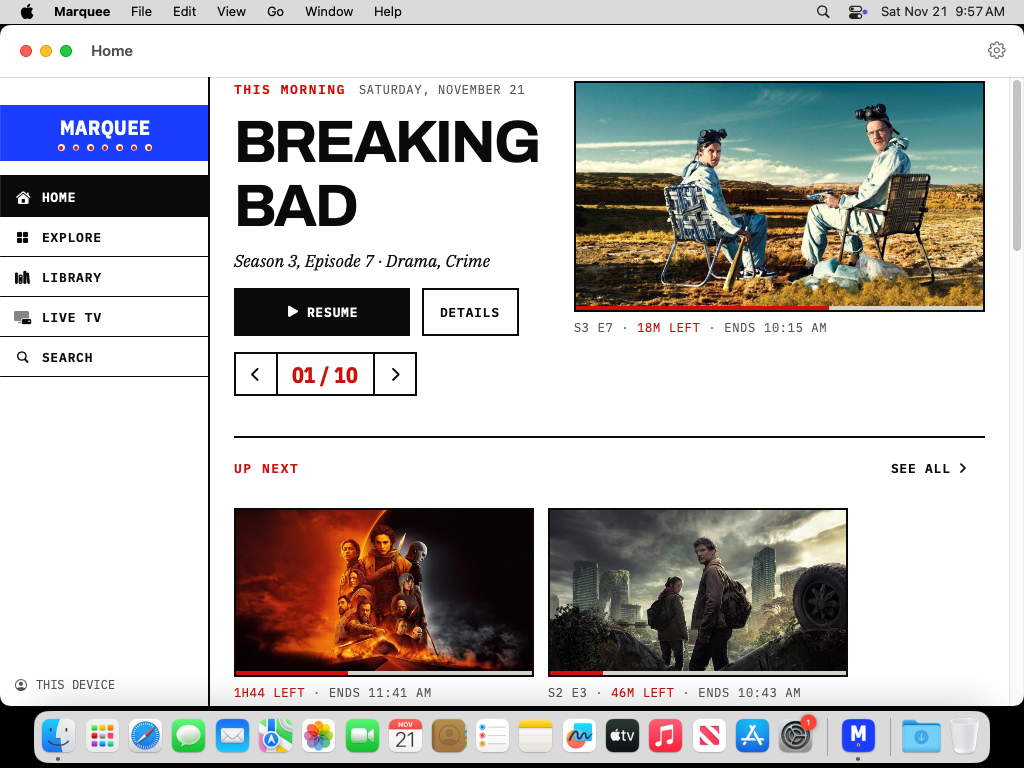 Marquee File Edit View Go Window Help Sat Nov 21 9:57 AM
Home
MARQUEE
HOME
EXPLORE
LIBRARY
LIVE TV
SEARCH
THIS DEVICE
THIS MORNING SATURDAY, NOVEMBER 21
BREAKING
BAD
Season 3, Episode 7 · Drama, Crime
RESUME DETAILS
01 / 10
S3 E7 · 18M LEFT · ENDS 10:15 AM
UP NEXT SEE ALL
1H44 LEFT · ENDS 11:41 AM
S2 E3 · 46M LEFT · ENDS 10:43 AM
NOV
21
tv
1
M